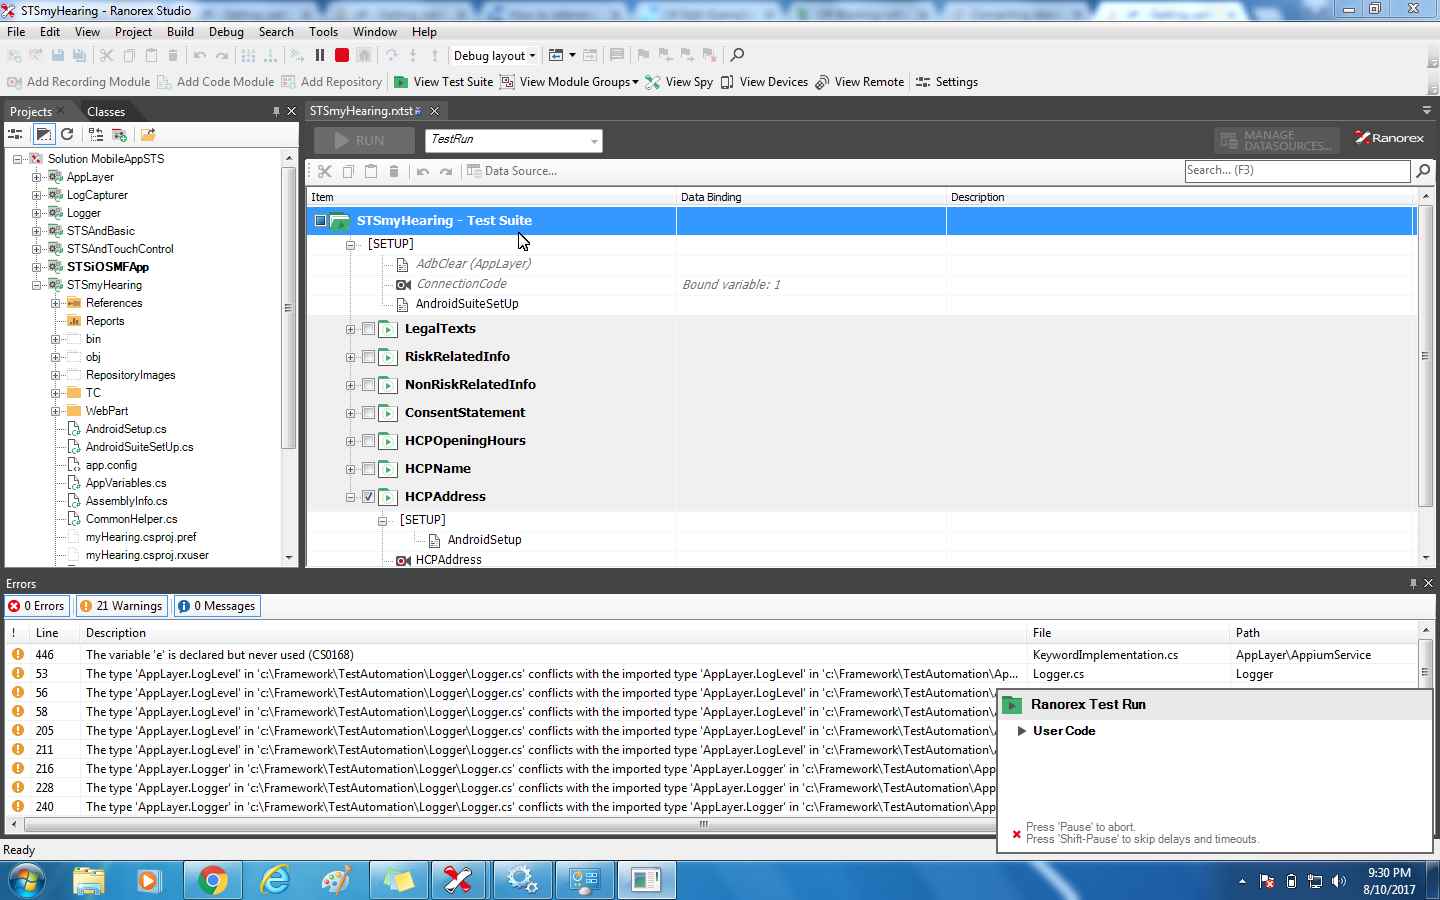 STSmyHearing - Ranorex Studio
File Edit View Project Build Debug Search Tools Window Help
Debug layout
Add Recording Module Add Code Module Add Repository View Test Suite View Module Groups View Spy View Devices View Remote Settings
Projects Classes
STSmyHearing.rxtst
RUN TestRun MANAGE DATASOURCES... Ranorex
Data Source... Search... (F3)
Solution MobileAppSTS
AppLayer
LogCapturer
Logger
STSAndBasic
STSAndTouchControl
STSiOSMFApp
STSmyHearing
References
Reports
bin
obj
RepositoryImages
TC
WebPart
AndroidSetup.cs
AndroidSuiteSetUp.cs
app.config
AppVariables.cs
AssemblyInfo.cs
CommonHelper.cs
myHearing.csproj.pref
myHearing.csproj.rxuser
Item Data Binding Description
STSmyHearing - Test Suite
[SETUP]
AdbClear (AppLayer)
ConnectionCode Bound variable: 1
AndroidSuiteSetUp
LegalTexts
RiskRelatedInfo
NonRiskRelatedInfo
ConsentStatement
HCPOpeningHours
HCPName
HCPAddress
[SETUP]
AndroidSetup
HCPAddress
Errors
0 Errors 21 Warnings 0 Messages
! Line Description File Path
446 The variable 'e' is declared but never used (CS0168) KeywordImplementation.cs AppLayer\AppiumService
53 The type 'AppLayer.LogLevel' in 'c:\Framework\TestAutomation\Logger\Logger.cs' conflicts with the imported type 'AppLayer.LogLevel' in 'c:\Framework\TestAutomation\Ap... Logger.cs Logger
56 The type 'AppLayer.LogLevel' in 'c:\Framework\TestAutomation\Logger\Logger.cs' conflicts with the imported type 'AppLayer.LogLevel' in 'c:\Framework\TestAutomation\App
58 The type 'AppLayer.LogLevel' in 'c:\Framework\TestAutomation\Logger\Logger.cs' conflicts with the imported type 'AppLayer.LogLevel' in 'c:\Framework\TestAutomation\App
205 The type 'AppLayer.LogLevel' in 'c:\Framework\TestAutomation\Logger\Logger.cs' conflicts with the imported type 'AppLayer.LogLevel' in 'c:\Framework\TestAutomation\App
211 The type 'AppLayer.LogLevel' in 'c:\Framework\TestAutomation\Logger\Logger.cs' conflicts with the imported type 'AppLayer.LogLevel' in 'c:\Framework\TestAutomation\App
216 The type 'AppLayer.Logger' in 'c:\Framework\TestAutomation\Logger\Logger.cs' conflicts with the imported type 'AppLayer.Logger' in 'c:\Framework\TestAutomation\App
228 The type 'AppLayer.Logger' in 'c:\Framework\TestAutomation\Logger\Logger.cs' conflicts with the imported type 'AppLayer.Logger' in 'c:\Framework\TestAutomation\App
240 The type 'AppLayer.Logger' in 'c:\Framework\TestAutomation\Logger\Logger.cs' conflicts with the imported type 'AppLayer.Logger' in 'c:\Framework\TestAutomation\App
Ranorex Test Run
User Code
Press 'Pause' to abort.
Press 'Shift-Pause' to skip delays and timeouts.
Ready
9:30 PM
8/10/2017